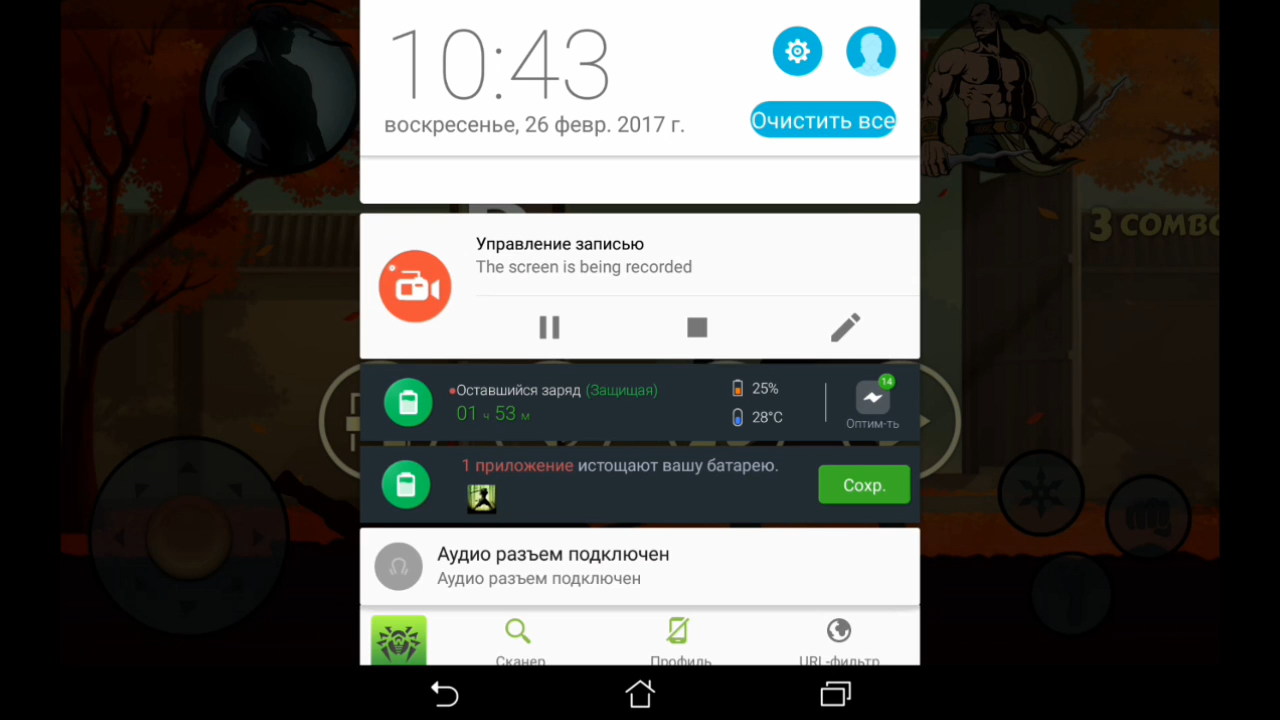 10:43
воскресенье, 26 февр. 2017 г.
Очистить все
3 COMBO
Управление записью
The screen is being recorded
Оставшийся заряд (Защищая)
01 ч 53 м
25%
28°C
14
Оптим-ть
1 приложение истощают вашу батарею.
Сохр.
Аудио разъем подключен
Аудио разъем подключен
Сканер
Профиль
URL-фильтр